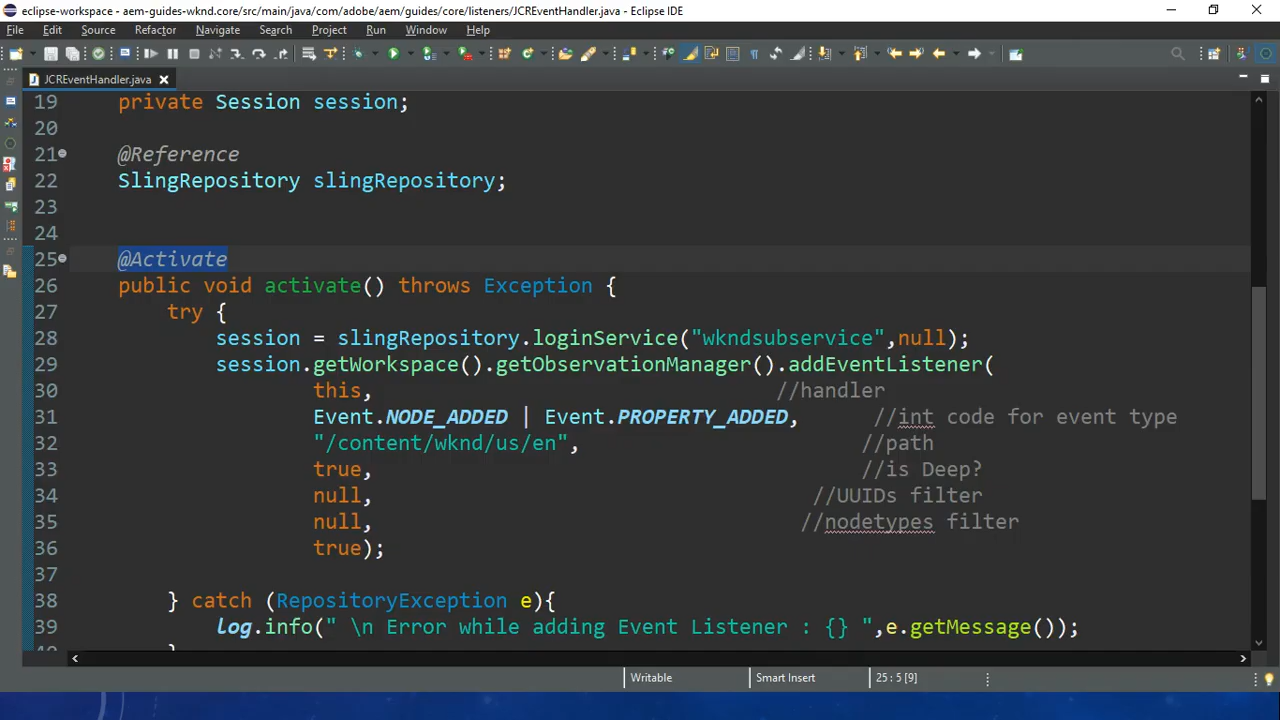 eclipse-workspace - aem-guides-wknd.core/src/main/java/com/adobe/aem/guides/core/listeners/JCREventHandler.java - Eclipse IDE
File Edit Source Refactor Navigate Search Project Run Window Help
JCREventHandler.java
19 private Session session;
20
21 @Reference
22 SlingRepository slingRepository;
23
24
25 @Activate
26 public void activate() throws Exception {
27 try {
28 session = slingRepository.loginService("wkndsubservice",null);
29 session.getWorkspace().getObservationManager().addEventListener(
30 this, //handler
31 Event.NODE_ADDED | Event.PROPERTY_ADDED, //int code for event type
32 "/content/wknd/us/en", //path
33 true, //is Deep?
34 null, //UUIDs filter
35 null, //nodetypes filter
36 true);
37
38 } catch (RepositoryException e){
39 log.info(" \n Error while adding Event Listener : {} ",e.getMessage());
40 }
Writable Smart Insert 25 : 5 [9]